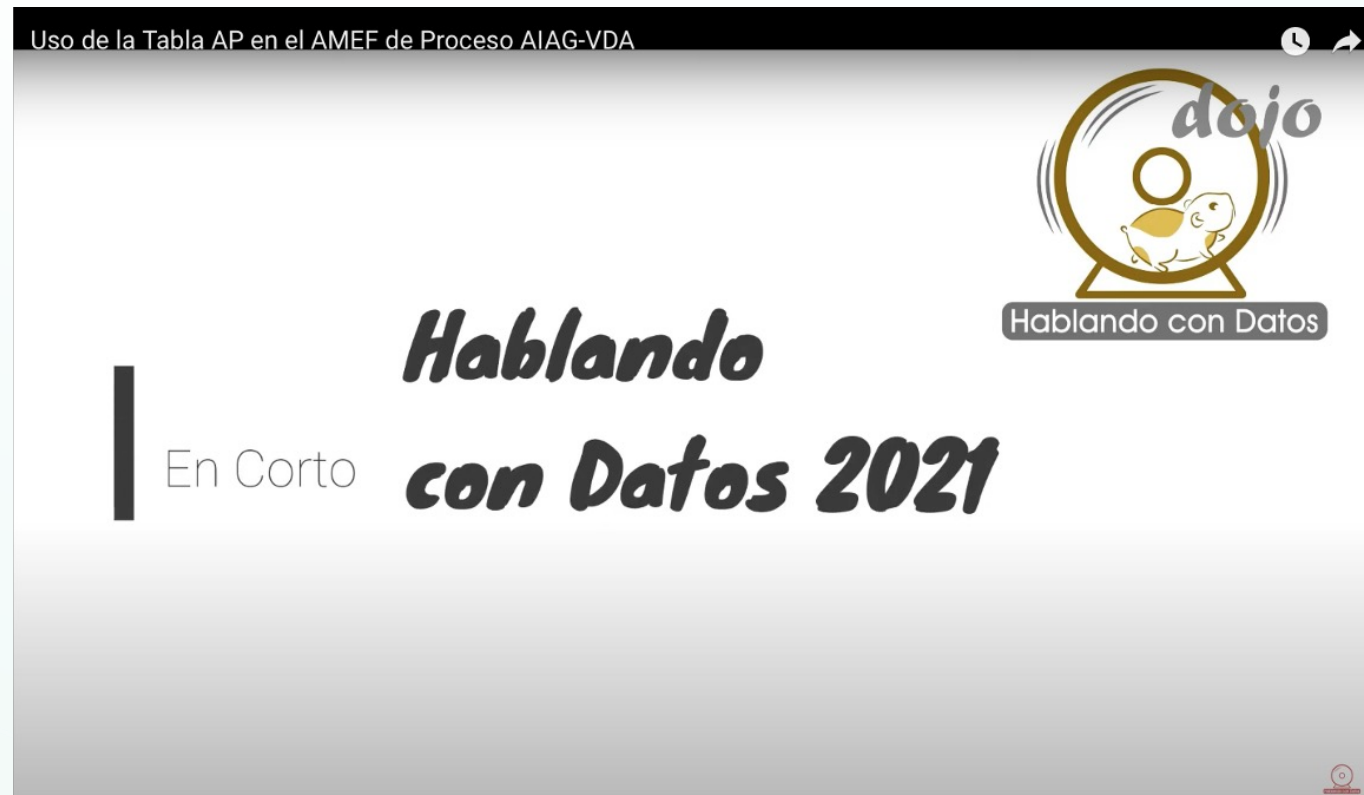 Uso de la Tabla AP en el AMEF de Proceso AIAG-VDA
dojo
Hablando con Datos
Hablando
En Corto
con Datos 2021